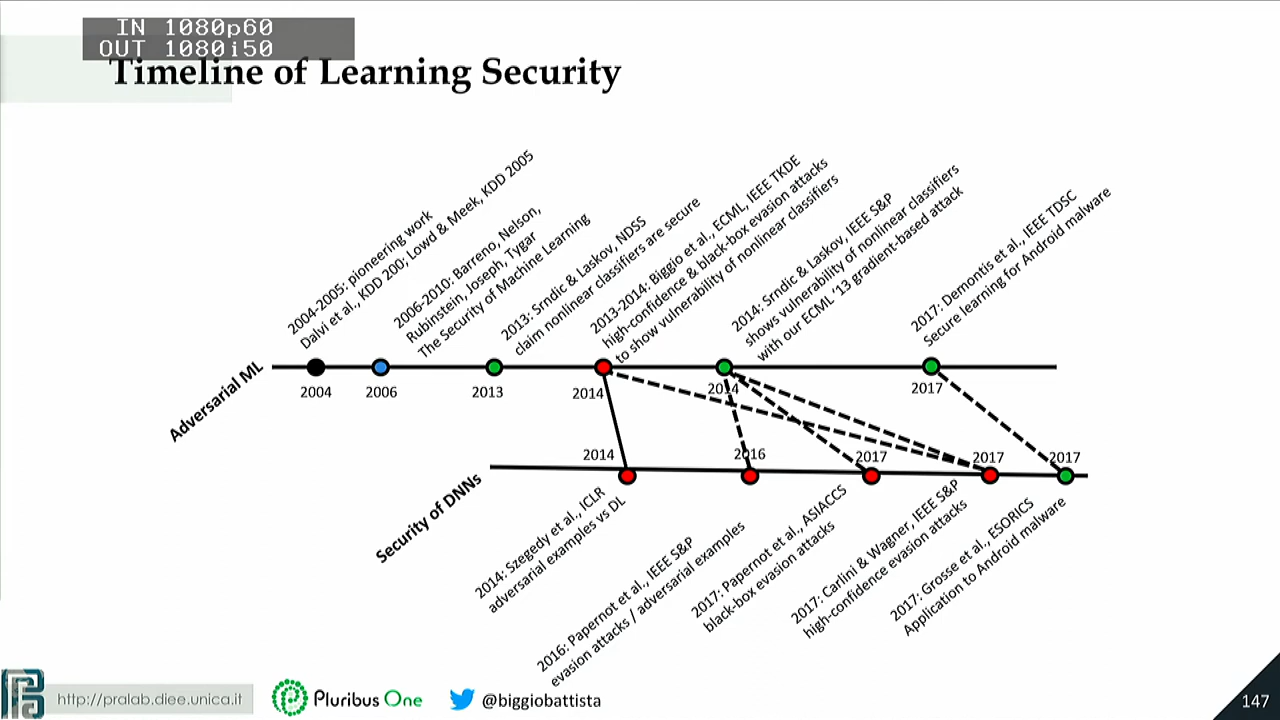 IN 1080p60
OUT 1080i50
Timeline of Learning Security
2004-2005: pioneering work
Dalvi et al., KDD 200; Lowd & Meek, KDD 2005
2006-2010: Barreno, Nelson,
Rubinstein, Joseph, Tygar
The Security of Machine Learning
2013: Srndic & Laskov, NDSS
claim nonlinear classifiers are secure
2013-2014: Biggio et al., ECML, IEEE TKDE
high-confidence & black-box evasion attacks
to show vulnerability of nonlinear classifiers
2014: Srndic & Laskov, IEEE S&P
shows vulnerability of nonlinear classifiers
with our ECML '13 gradient-based attack
2017: Demontis et al., IEEE TDSC
Secure learning for Android malware
Adversarial ML
2004
2006
2013
2014
2014
2017
Security of DNNs
2014
2016
2017
2017
2017
2014: Szegedy et al., ICLR
adversarial examples vs DL
2016: Papernot et al., IEEE S&P
evasion attacks / adversarial examples
2017: Papernot et al., ASIACCS
black-box evasion attacks
2017: Carlini & Wagner, IEEE S&P
high-confidence evasion attacks
2017: Grosse et al., ESORICS
Application to Android malware
http://pralab.diee.unica.it
Pluribus One
@biggiobattista
147